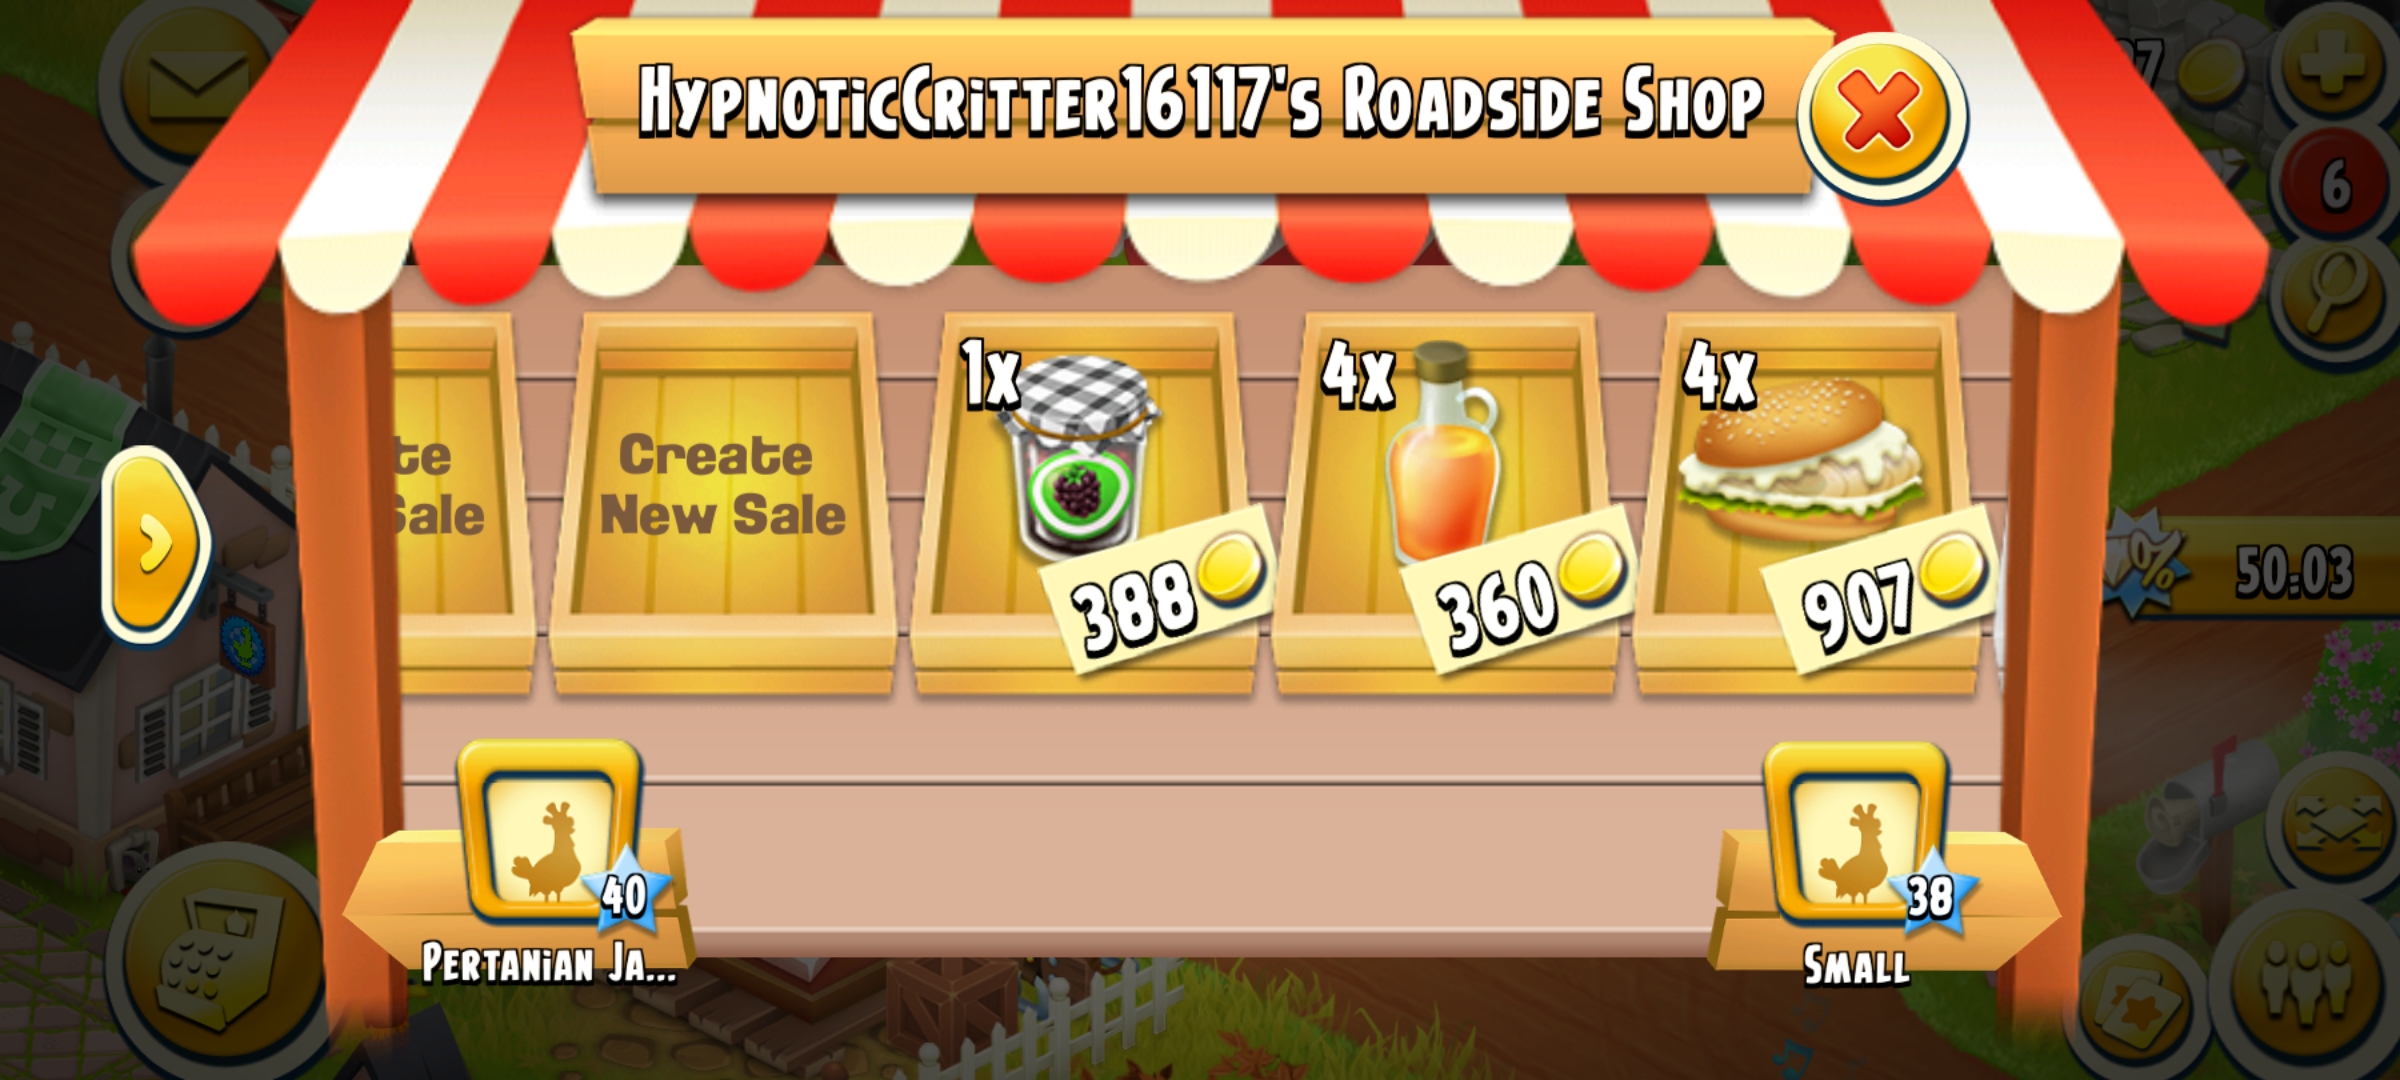 HypnoticCritter16117's Roadside Shop
6
1x
4x
4x
te
Sale
Create
New Sale
388
360
907
50:03
40
Pertanian Ja...
38
Small